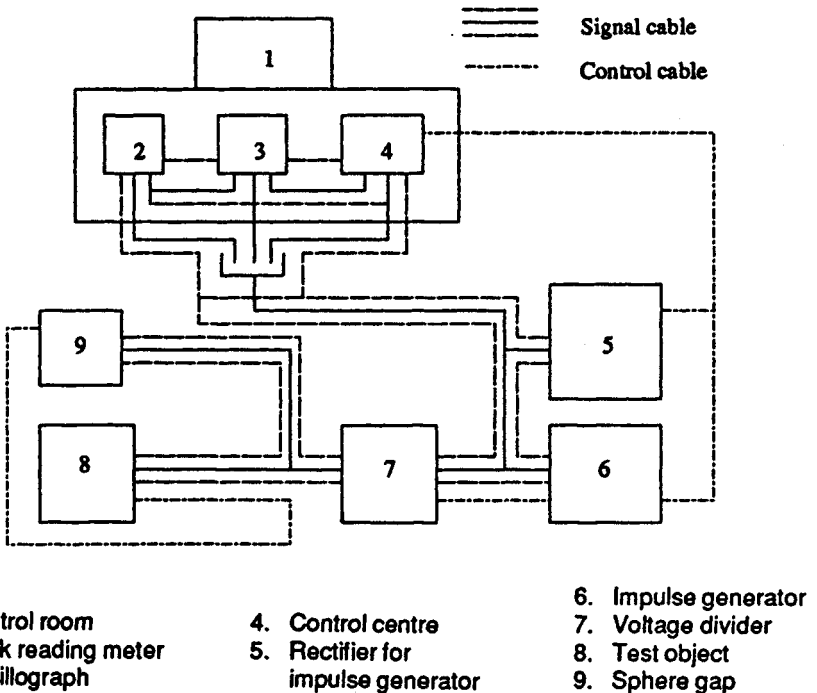 Signal cable
Control cable
1
2
3
4
5
9
8
7
6
trol room
k reading meter
illograph
4. Control centre
5. Rectifier for
impulse generator
6. Impulse generator
7. Voltage divider
8. Test object
9. Sphere gap